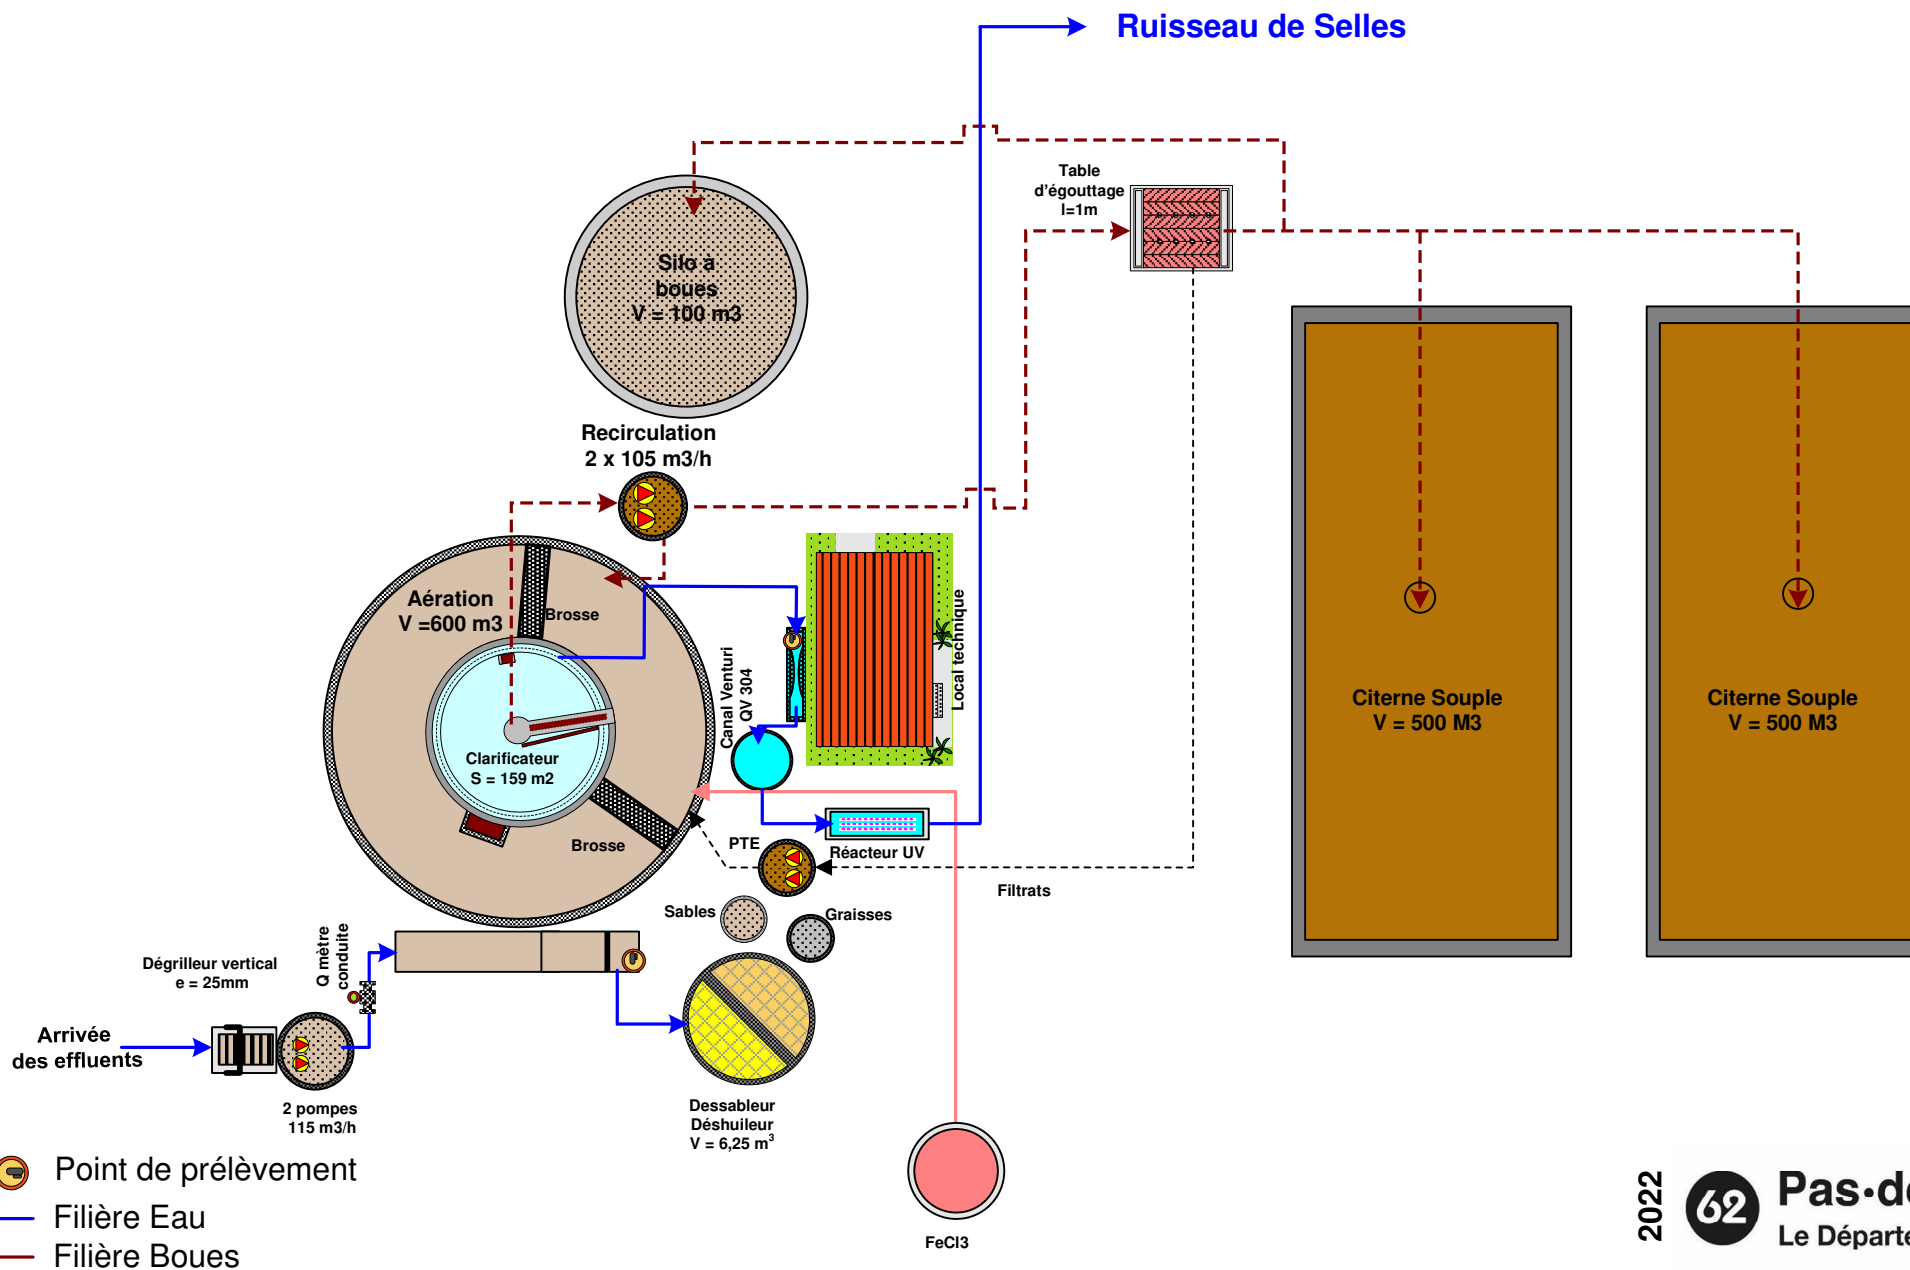 Ruisseau de Selles
Table
d'égouttage
l=1m
Silo a
boues
V = 100 m3
Recirculation
2 x 105 m3/h
Aération
V =600 m3
Brosse
Clarificateur
S = 159 m2
Brosse
Canal Venturi
QV 304
Local technique
Citerne Souple
V = 500 M3
Citerne Souple
V = 500 M3
PTE
Réacteur UV
Filtrats
Sables
Graisses
Q mètre
conduite
Dégrilleur vertical
e = 25mm
Arrivée
des effluents
2 pompes
115 m3/h
Dessableur
Déshuileur
V = 6,25 m³
FeCl3
Point de prélèvement
Filière Eau
Filière Boues
2022
62
Pas•de
Le Départe